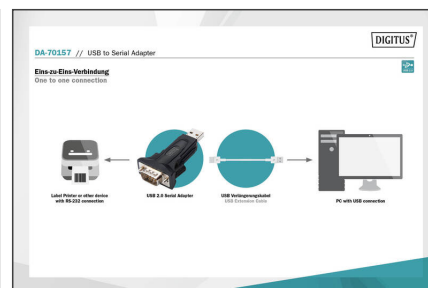 DIGITUS®
DA-70157 // USB to Serial Adapter
Eins-zu-Eins-Verbindung
One to one connection
Label Printer or other device
with RS-232 connection
USB 2.0 Serial Adapter
USB Verlängerungskabel
USB Extension Cable
PC with USB connection